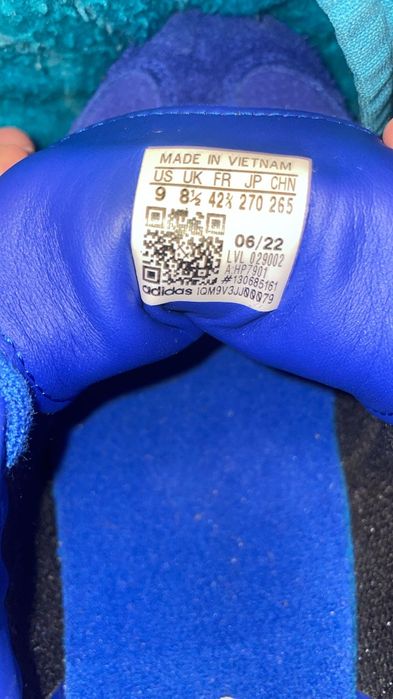 MADE IN VIETNAM
US UK FR JP CHN
9 8½ 42⅔ 270 265
06/22
LVL 029002
A.HP7901
#130685161
adidas IQM9V3JJ00079